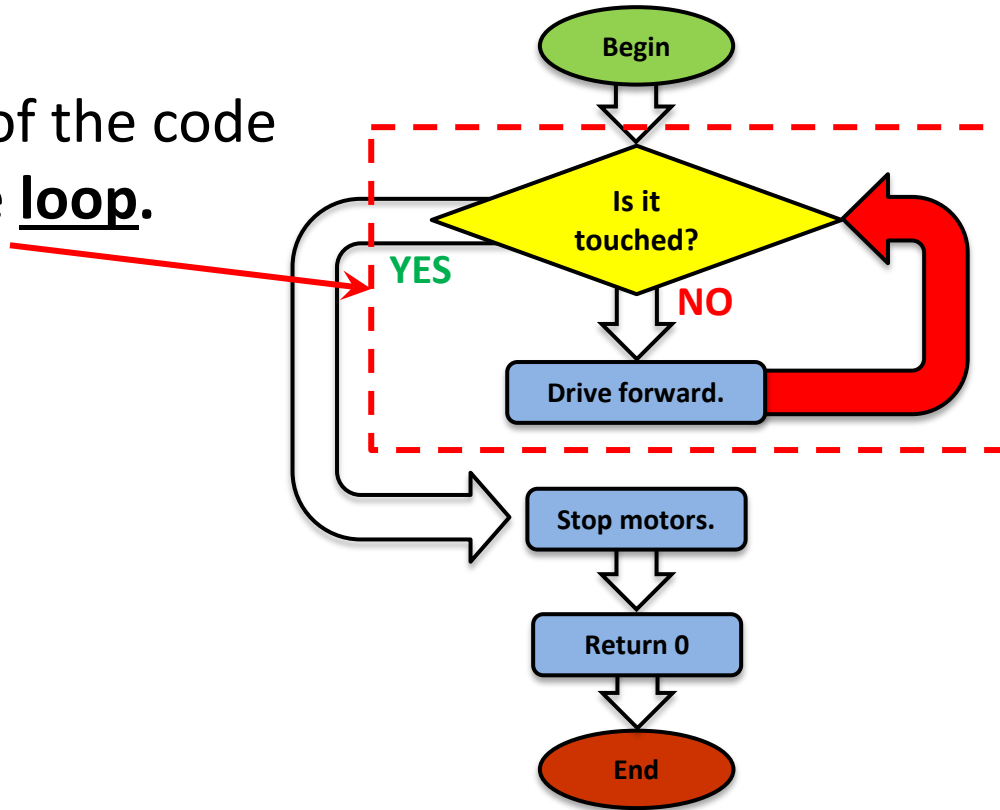 Begin
of the code
loop.
Is it
touched?
YES
NO
Drive forward.
Stop motors.
Return 0
End